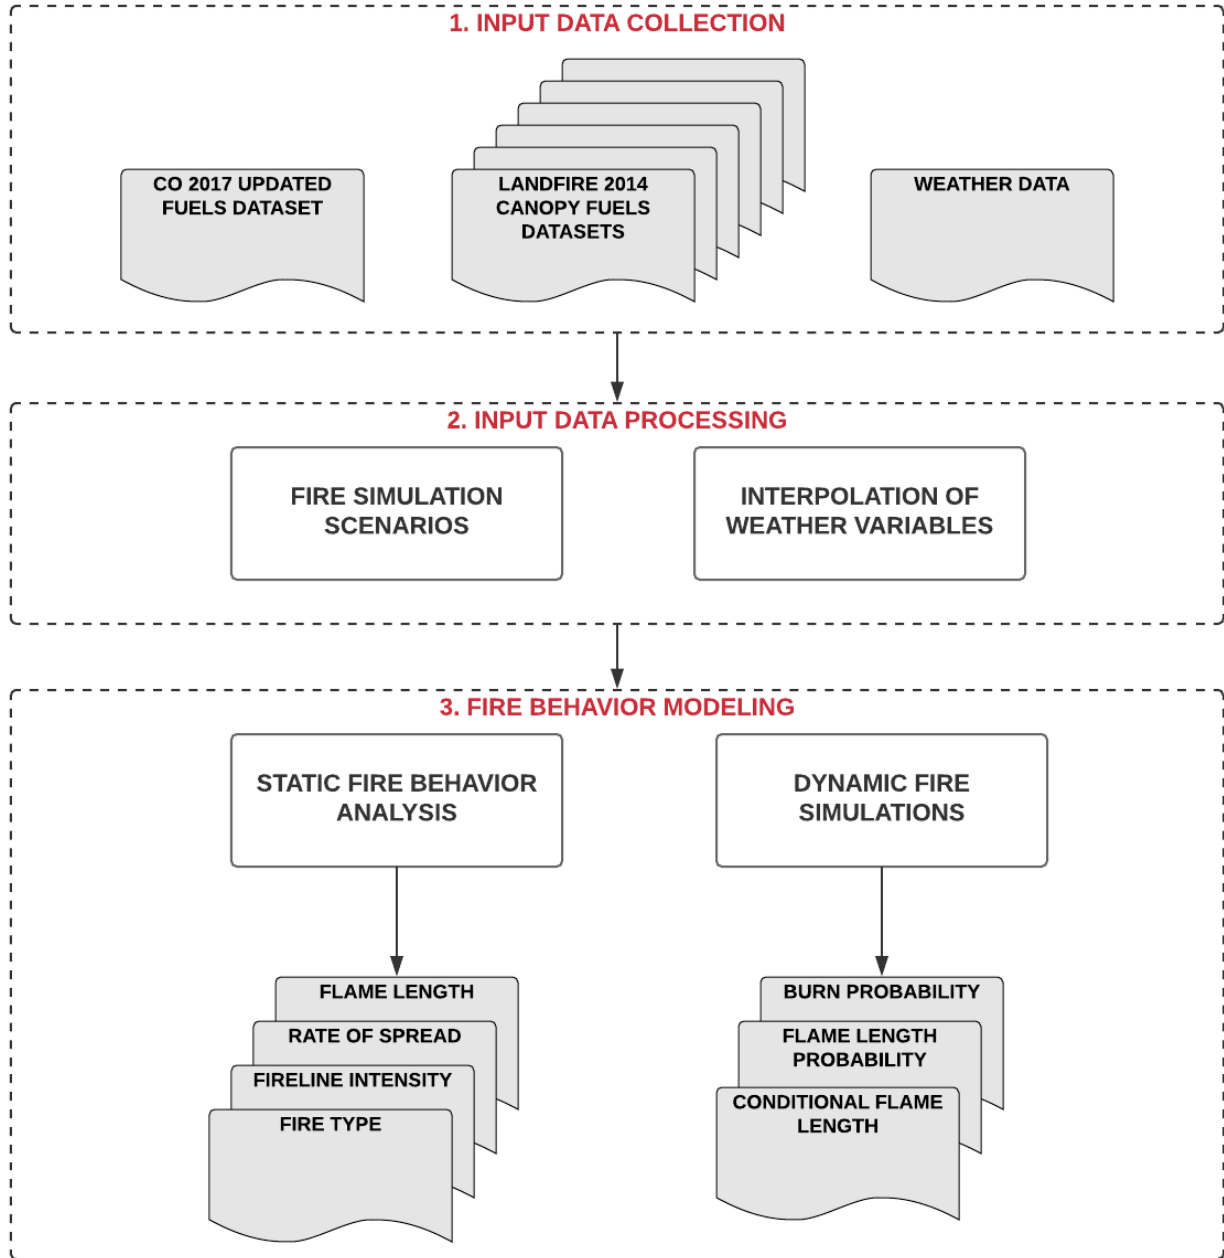 1. INPUT DATA COLLECTION
CO 2017 UPDATED
FUELS DATASET
LANDFIRE 2014
CANOPY FUELS
DATASETS
WEATHER DATA
2. INPUT DATA PROCESSING
FIRE SIMULATION
SCENARIOS
INTERPOLATION OF
WEATHER VARIABLES
3. FIRE BEHAVIOR MODELING
STATIC FIRE BEHAVIOR
ANALYSIS
DYNAMIC FIRE
SIMULATIONS
FLAME LENGTH
RATE OF SPREAD
FIRELINE INTENSITY
FIRE TYPE
BURN PROBABILITY
FLAME LENGTH
PROBABILITY
CONDITIONAL FLAME
LENGTH